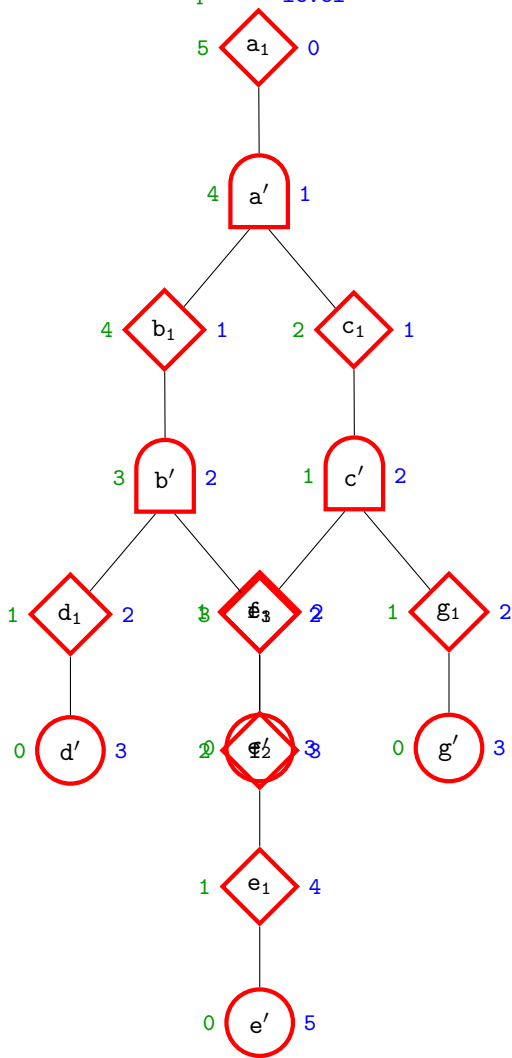 level
5 a₁ 0
4 a′ 1
4 b₁ 1 2 c₁ 1
3 b′ 2 1 c′ 2
1 d₁ 2 1 g₁ 2
0 d′ 3 0 g′ 3
1 e₁ 4
0 e′ 5